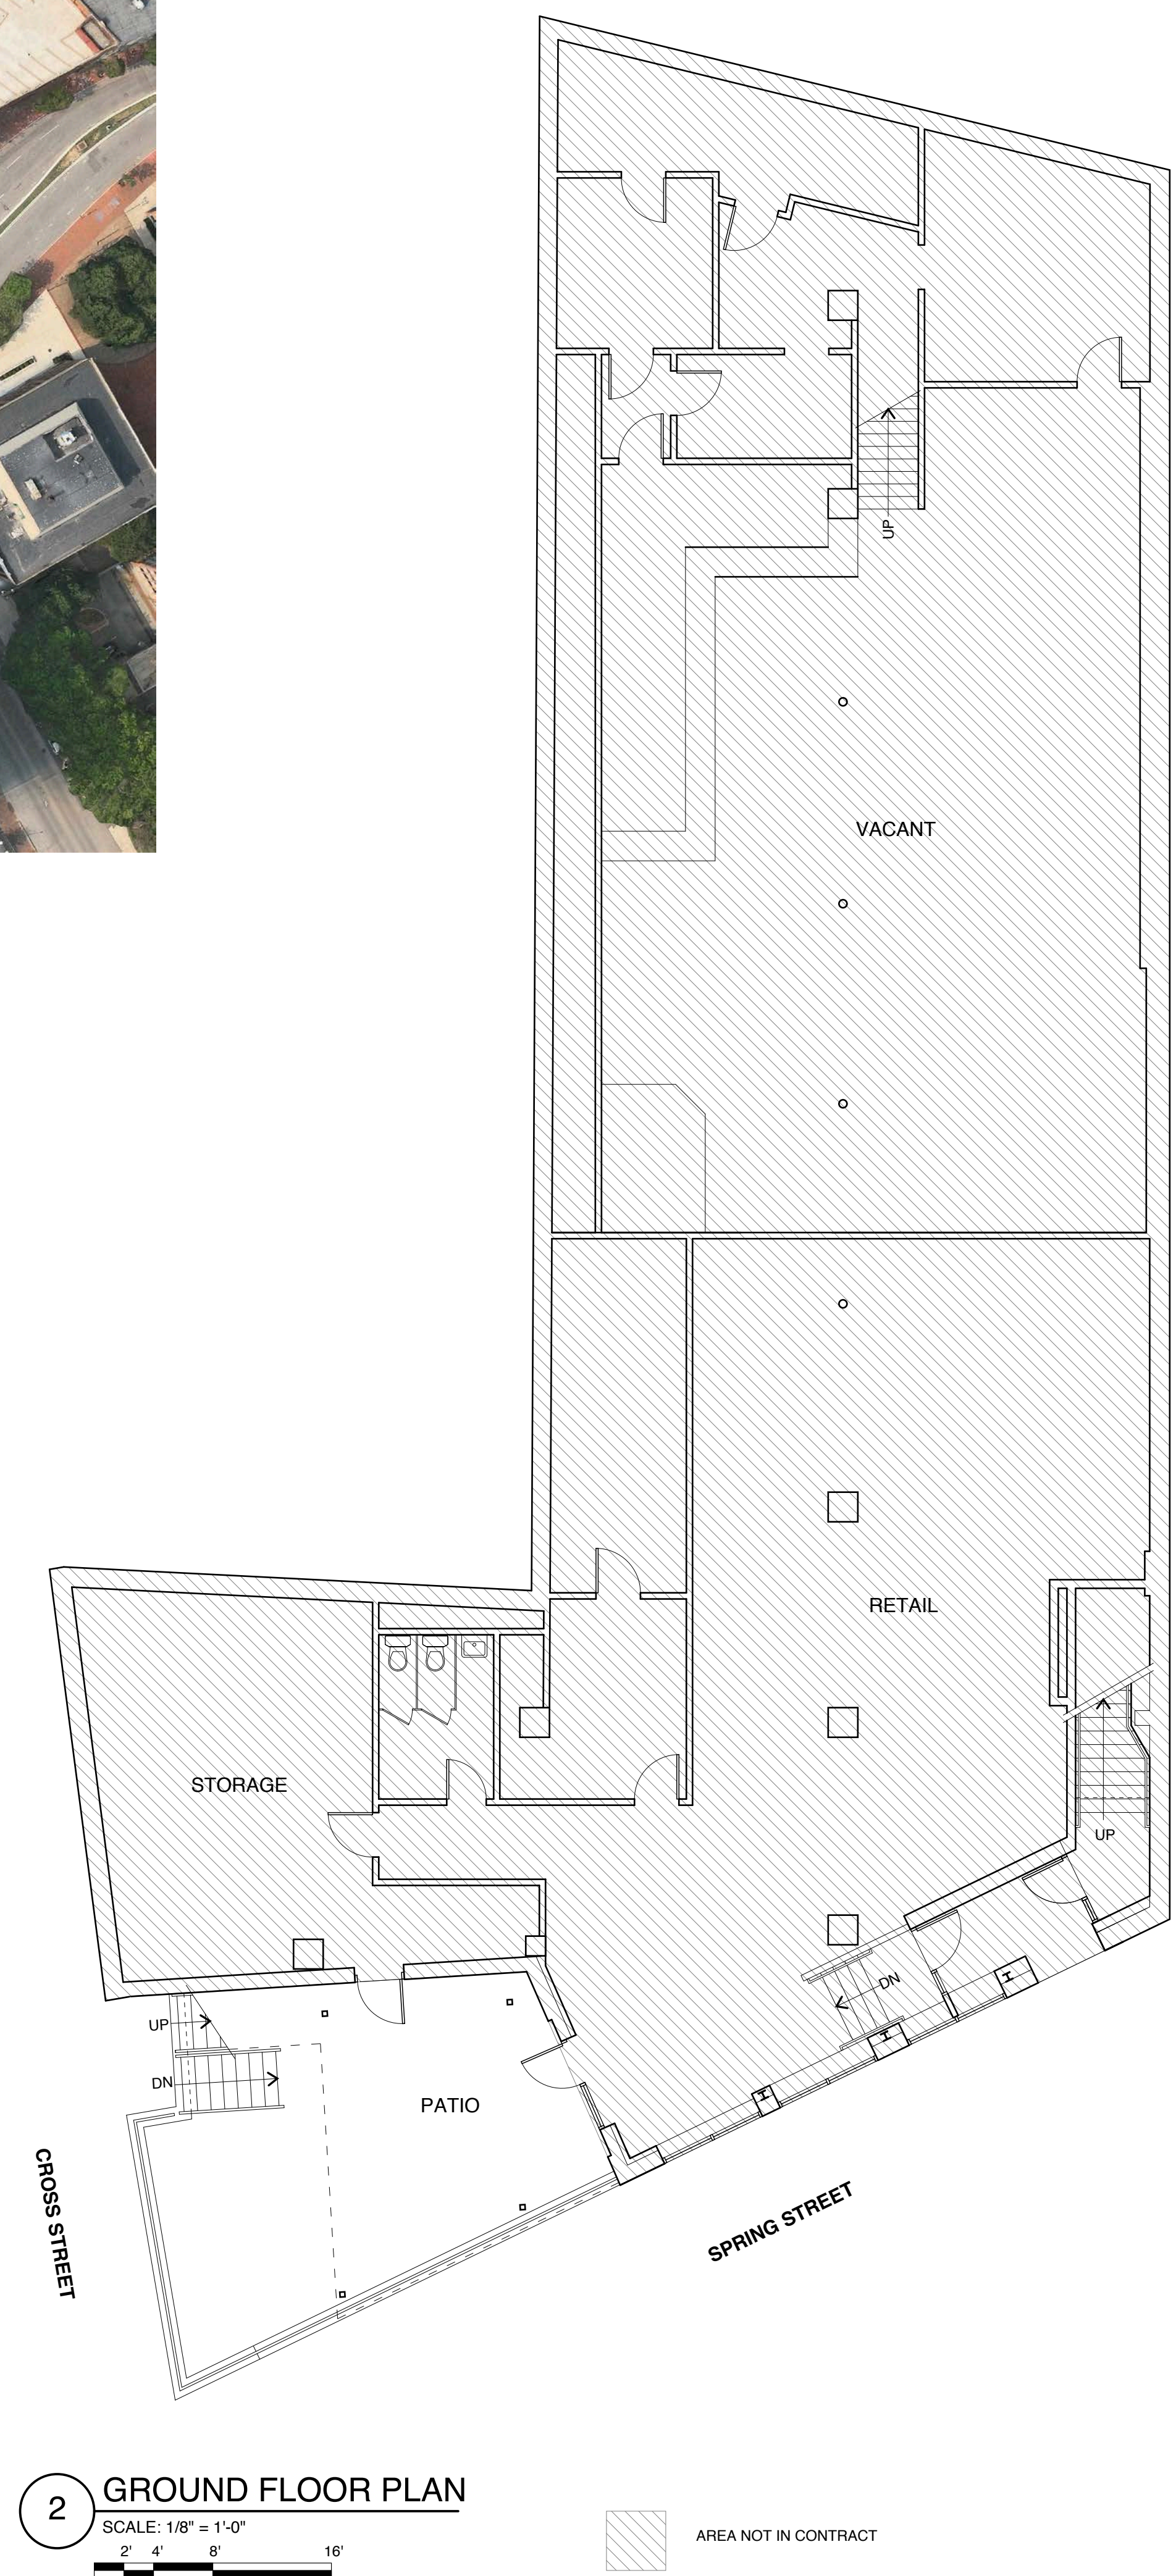 UP
VACANT
RETAIL
STORAGE
UP
DN
UP
DN
PATIO
CROSS STREET
SPRING STREET
2
GROUND FLOOR PLAN
SCALE: 1/8" = 1'-0"
2' 4' 8' 16'
AREA NOT IN CONTRACT